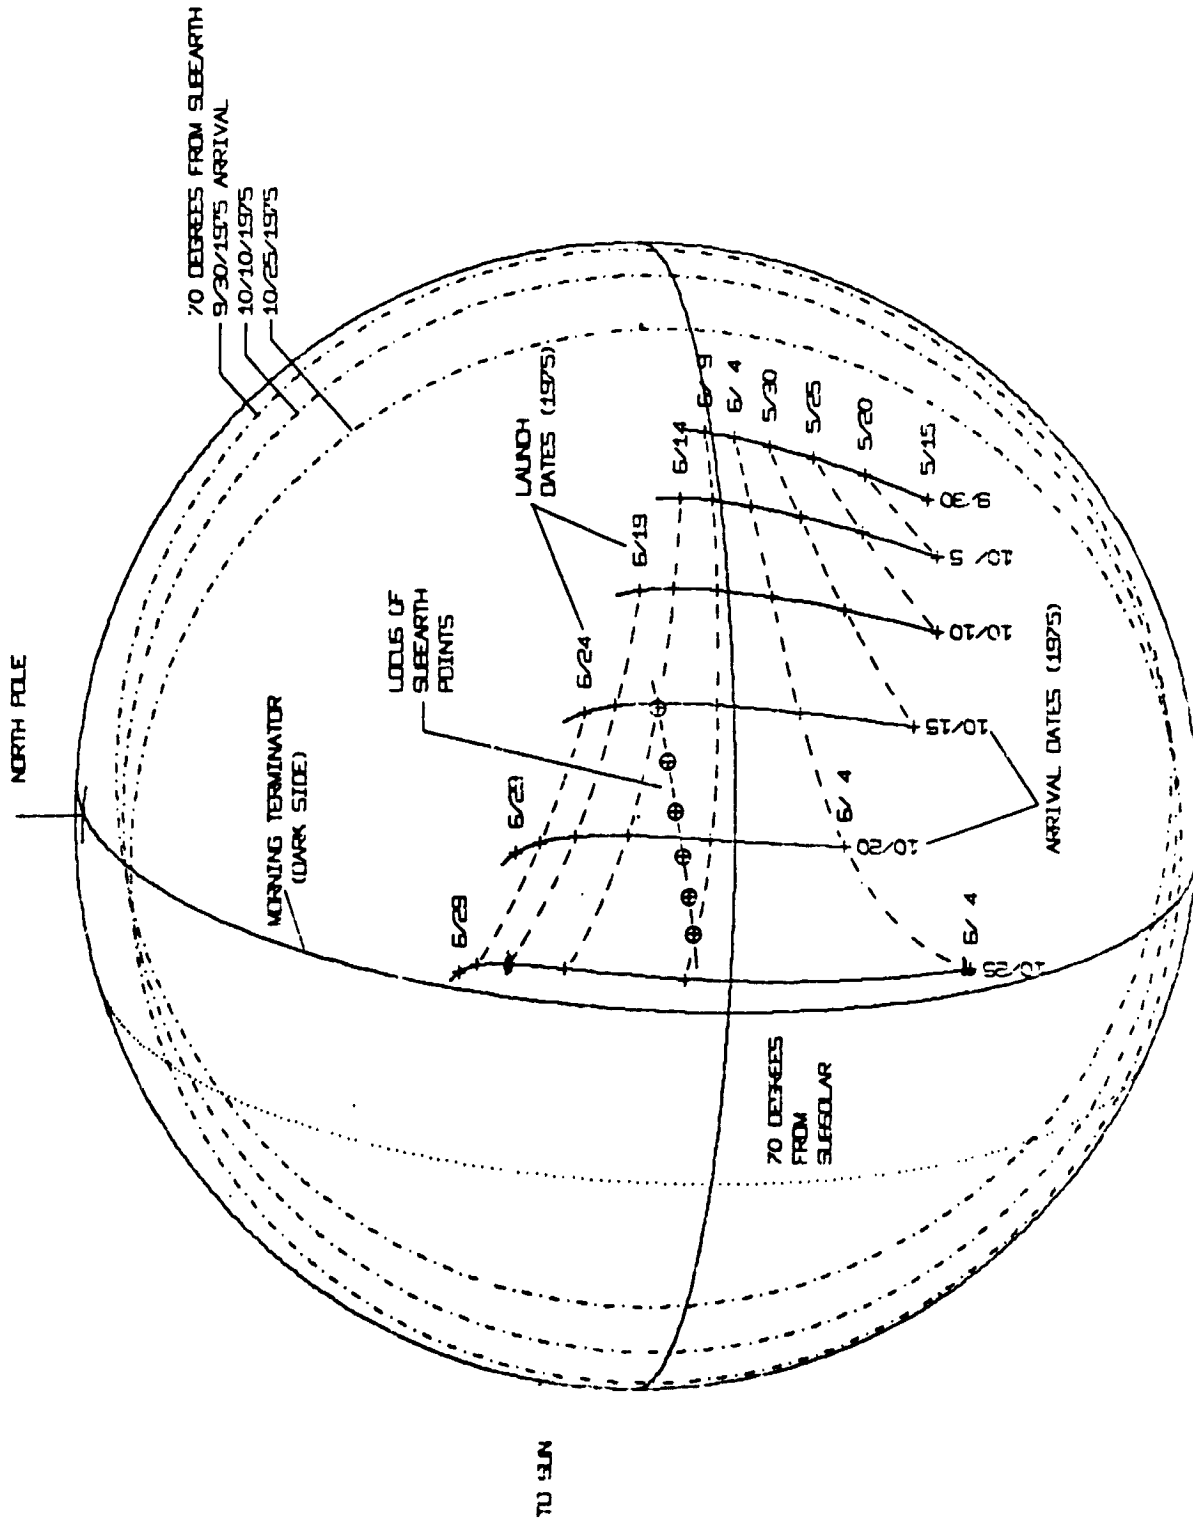 NORTH POLE
70 DEGREES FROM SUBEARTH
9/30/1975 ARRIVAL
10/10/1975
10/25/1975
MORNING TERMINATOR
(DARK SIDE)
LOCUS OF
SUBEARTH
POINTS
LAUNCH
DATES (1975)
6/29
6/29
6/24
6/19
6/14
6/ 9
6/ 4
5/30
5/25
5/20
5/15
9/30
10/ 5
10/10
10/15
10/20
10/25
6/ 4
6/ 4
ARRIVAL DATES (1975)
70 DEGREES
FROM
SUBSOLAR
TO SUN